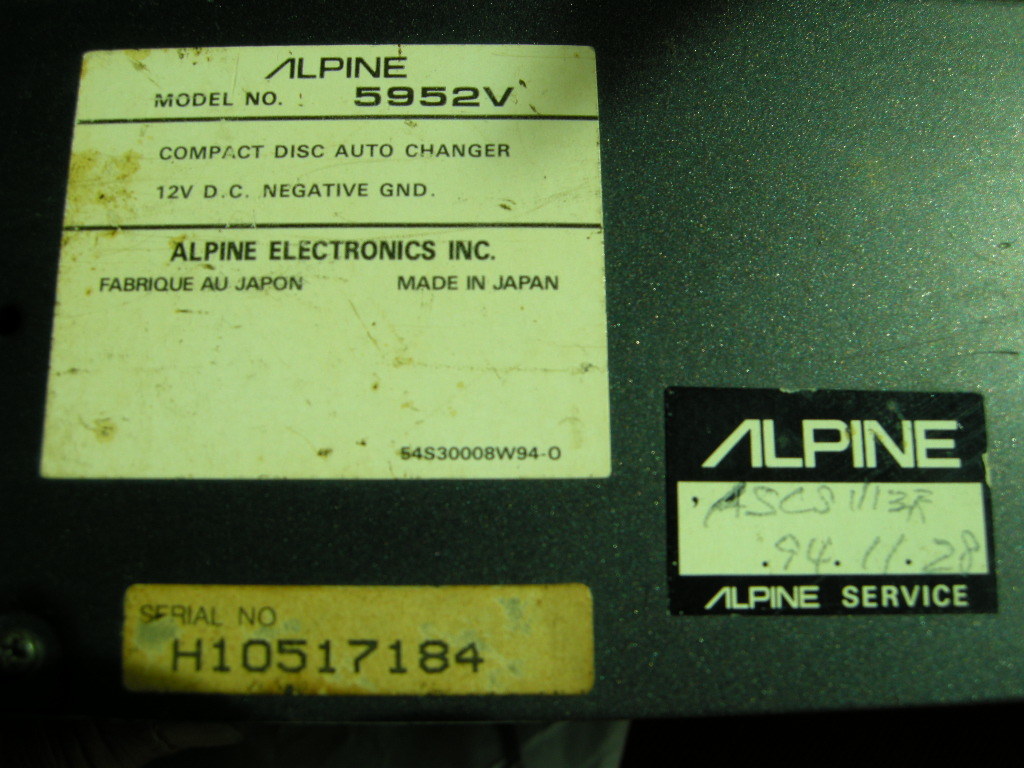 ALPINE
MODEL NO. 5952V
COMPACT DISC AUTO CHANGER
12V D.C. NEGATIVE GND.
ALPINE ELECTRONICS INC.
FABRIQUE AU JAPON MADE IN JAPAN
54S30008W94-0
ALPINE
ASCS
94.11.28
ALPINE SERVICE
SERIAL NO
H10517184